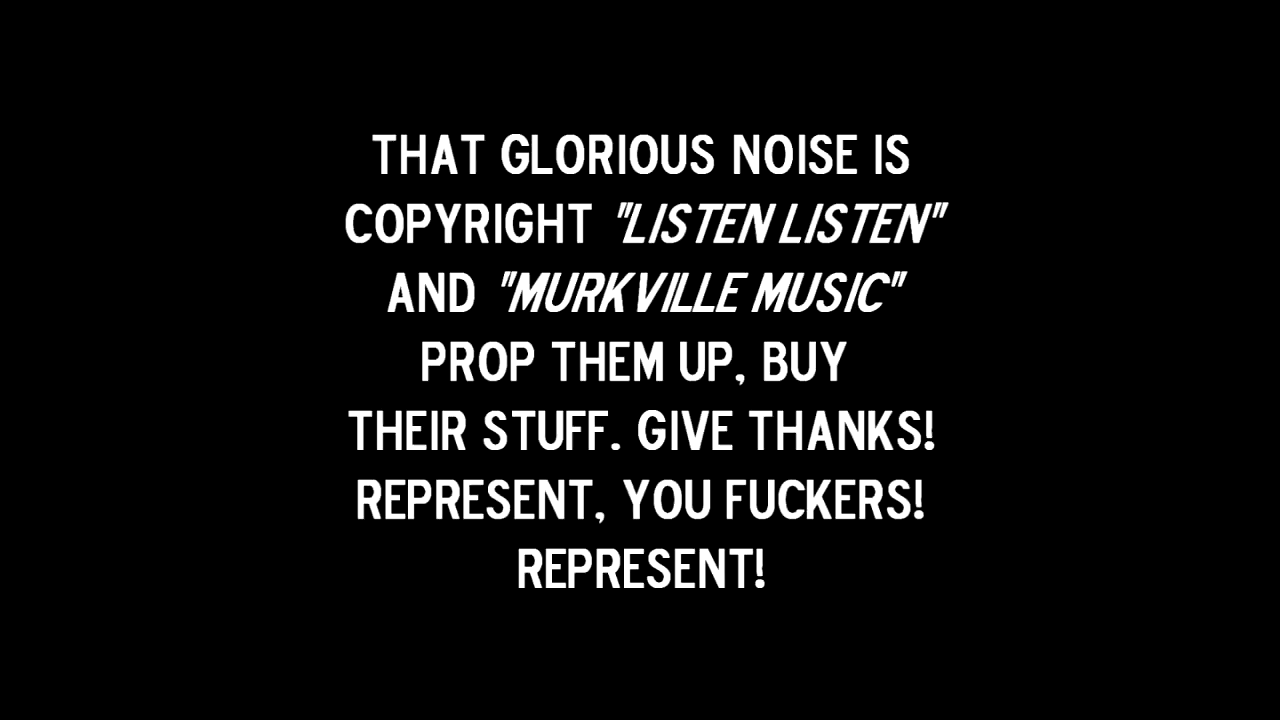 THAT GLORIOUS NOISE IS
COPYRIGHT "LISTEN LISTEN"
AND "MURKVILLE MUSIC"
PROP THEM UP, BUY
THEIR STUFF. GIVE THANKS!
REPRESENT, YOU FUCKERS!
REPRESENT!